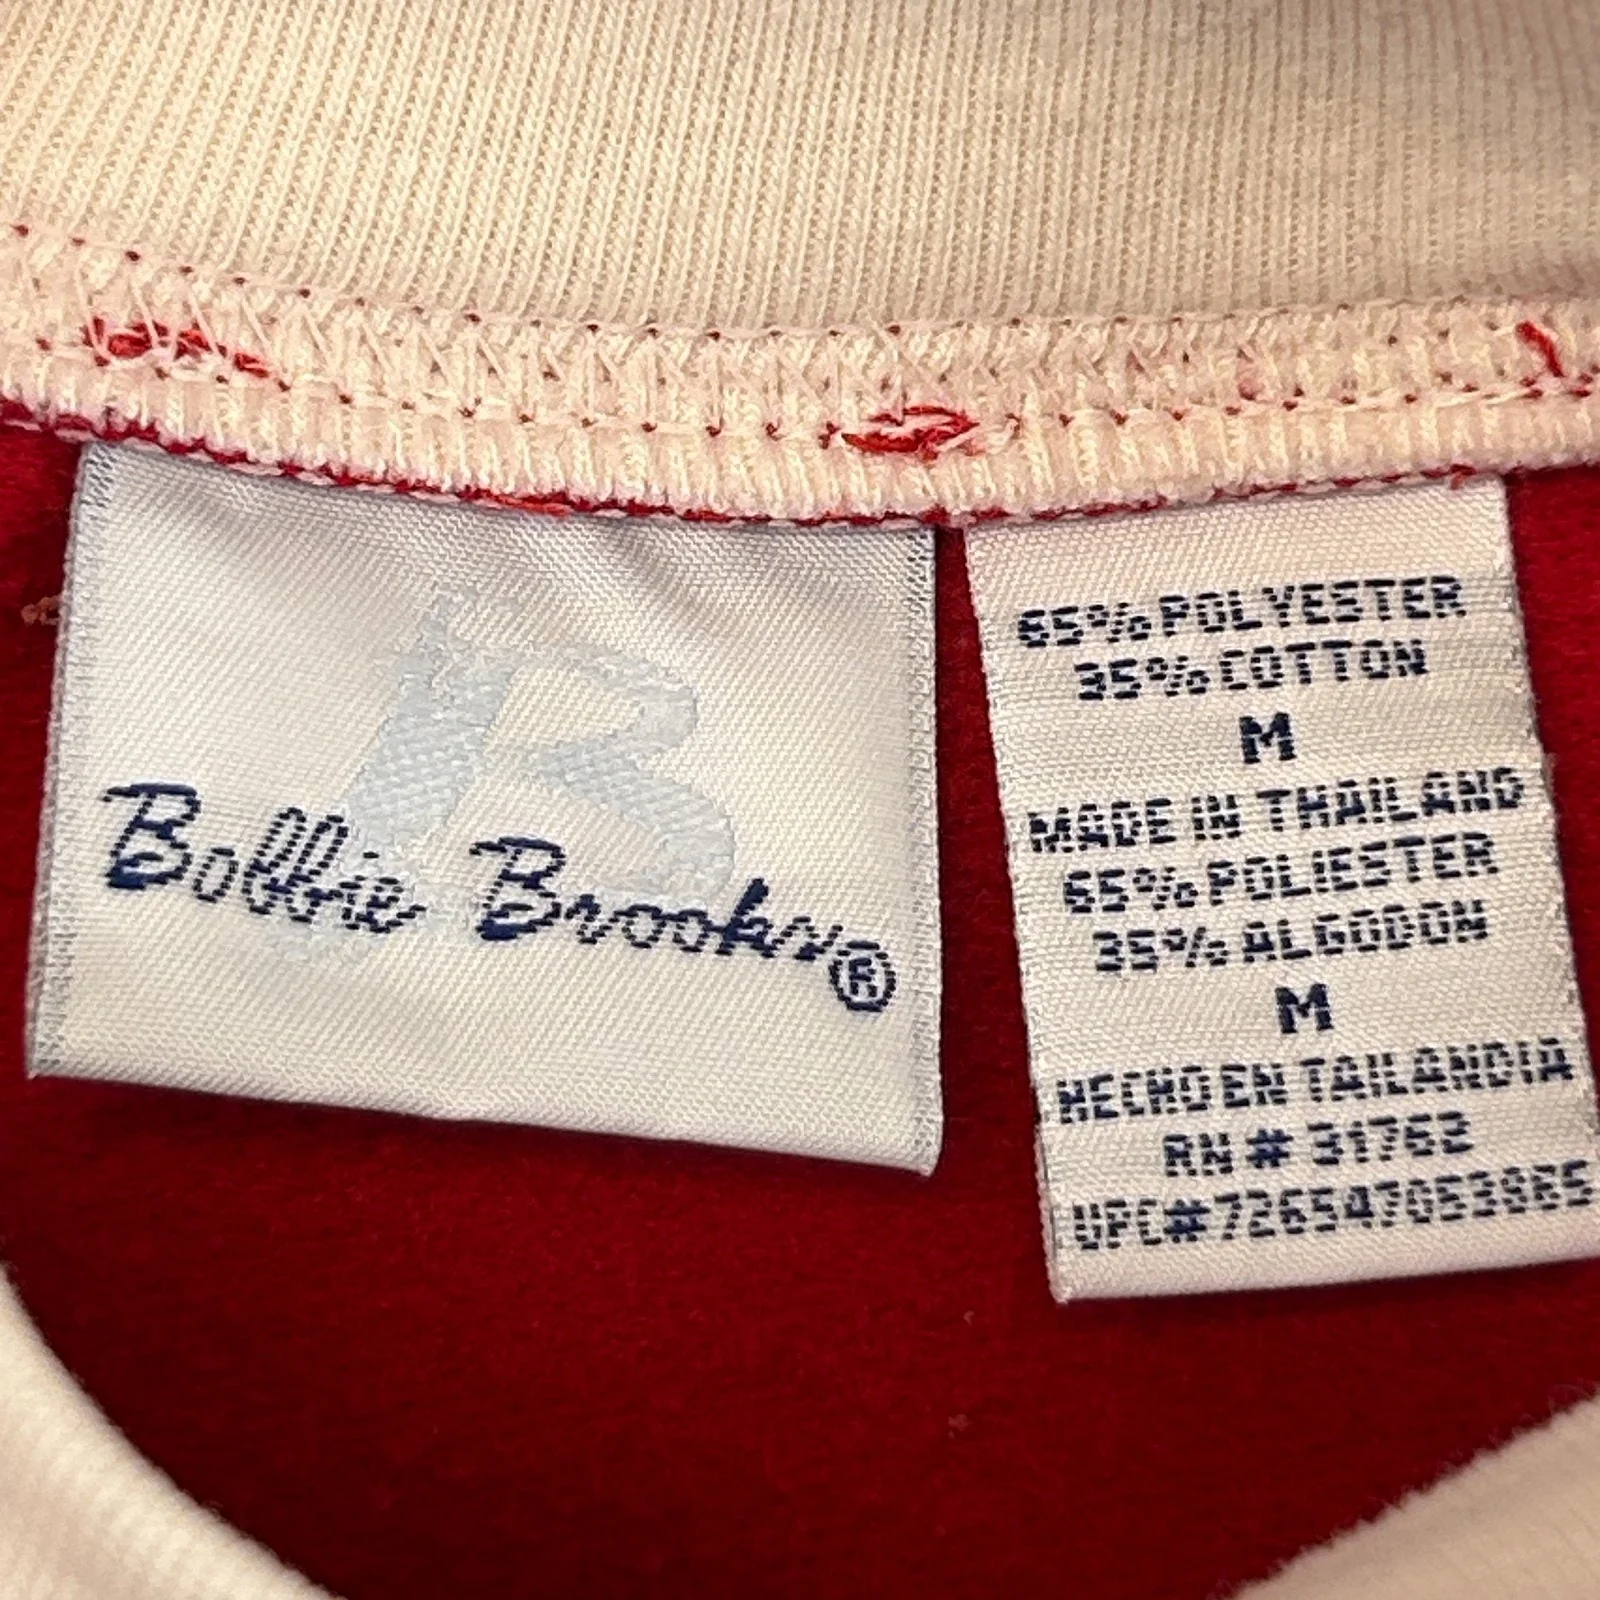 B
Bobbie Brooks®
65% POLYESTER
35% COTTON
M
MADE IN THAILAND
65% POLIESTER
35% ALGODON
M
HECHO EN TAILANDIA
RN # 31762
UPC# 726547053865